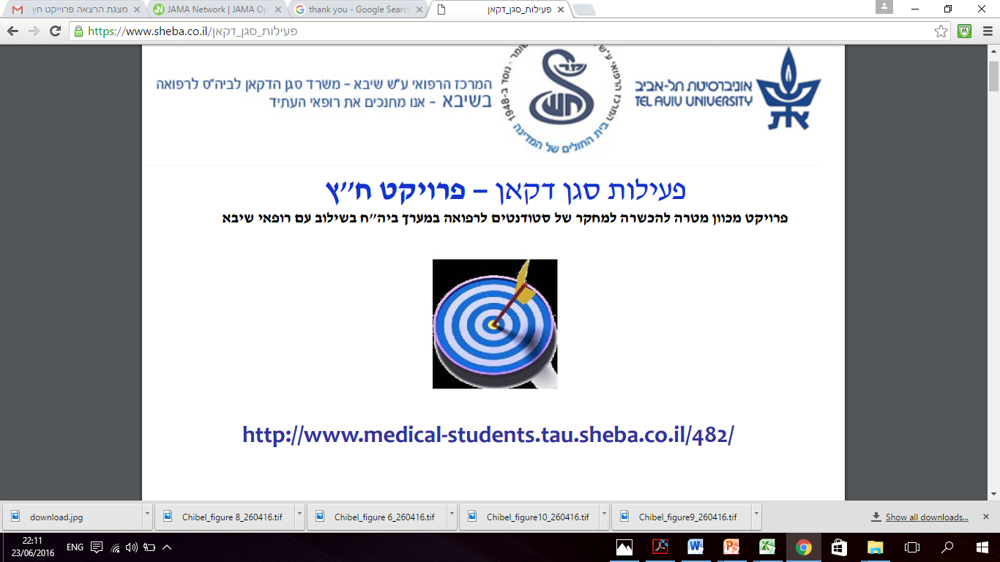 מצגת הרצאה פרוייקט חץ
JAMA Network | JAMA Op
thank you - Google Search
פעילות_סגן_דקאן
https://www.sheba.co.il/פעילות_סגן_דקאן
המרכז הרפואי ע"ש שיבא – משרד סגן הדקאן לביה"ס לרפואה
בשיבא - אנו מחנכים את רופאי העתיד
בית החולים של המדינה
נוסד ב-1948
המרכז הרפואי ע"ש
אוניברסיטת תל-אביב
TEL AVIV UNIVERSITY
פעילות סגן דקאן – פרויקט ח"ץ
פרויקט מכוון מטרה להכשרה למחקר של סטודנטים לרפואה במערך ביה"ח בשילוב עם רופאי שיבא
http://www.medical-students.tau.sheba.co.il/482/
download.jpg
Chibel_figure 8_260416.tif
Chibel_figure 6_260416.tif
Chibel_figure10_260416.tif
Chibel_figure9_260416.tif
Show all downloads...
22:11
23/06/2016
ENG